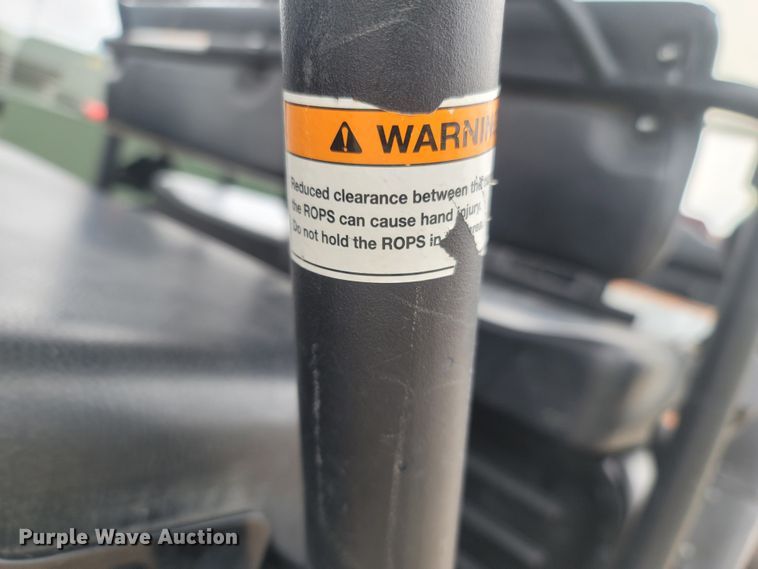 WARNIN
Reduced clearance between the
the ROPS can cause hand injury.
Do not hold the ROPS in
Purple Wave Auction